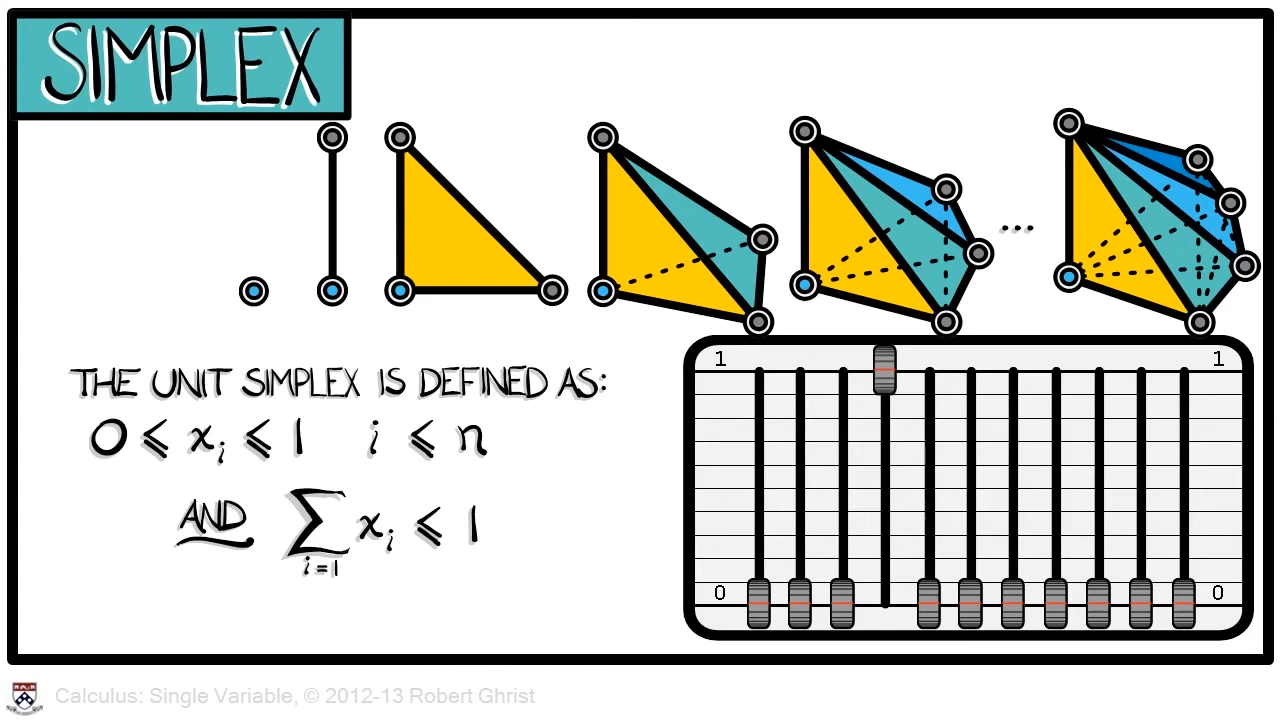 SIMPLEX
...
THE UNIT SIMPLEX IS DEFINED AS:
0 ⩽ xᵢ ⩽ 1 i ⩽ n
AND ∑ xᵢ ⩽ 1
i=1
1 1
0 0
Calculus: Single Variable, © 2012-13 Robert Ghrist